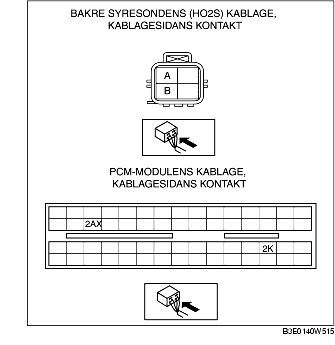 BAKRE SYRESONDENS (HO2S) KABLAGE,
KABLAGESIDANS KONTAKT
A
B
PCM-MODULENS KABLAGE,
KABLAGESIDANS KONTAKT
2AX
2K
B3E0140W515